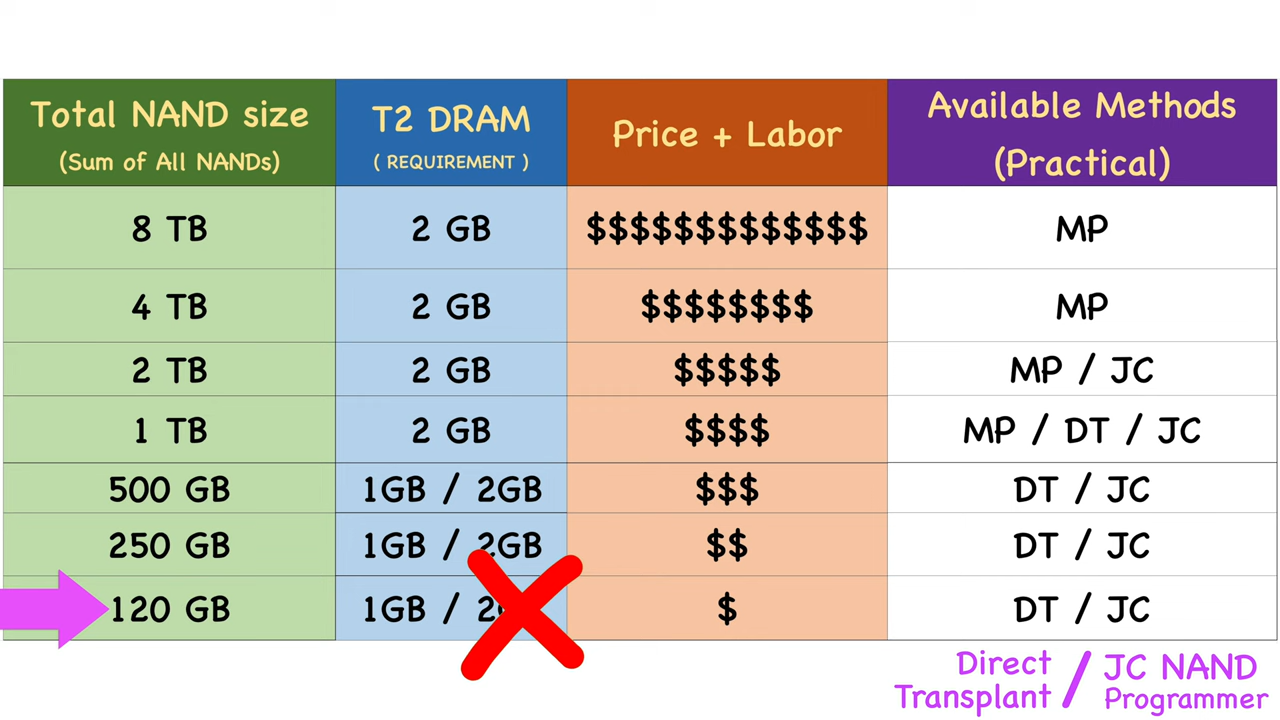 Total NAND size
(Sum of All NANDs)
T2 DRAM
( REQUIREMENT )
Price + Labor
Available Methods
(Practical)
8 TB
2 GB
$$$$$$$$$$$$$
MP
4 TB
2 GB
$$$$$$$$
MP
2 TB
2 GB
$$$$$
MP / JC
1 TB
2 GB
$$$$
MP / DT / JC
500 GB
1GB / 2GB
$$$
DT / JC
250 GB
1GB / 2GB
$$
DT / JC
120 GB
1GB /
$
DT / JC
Direct
Transplant
/
JC NAND
Programmer